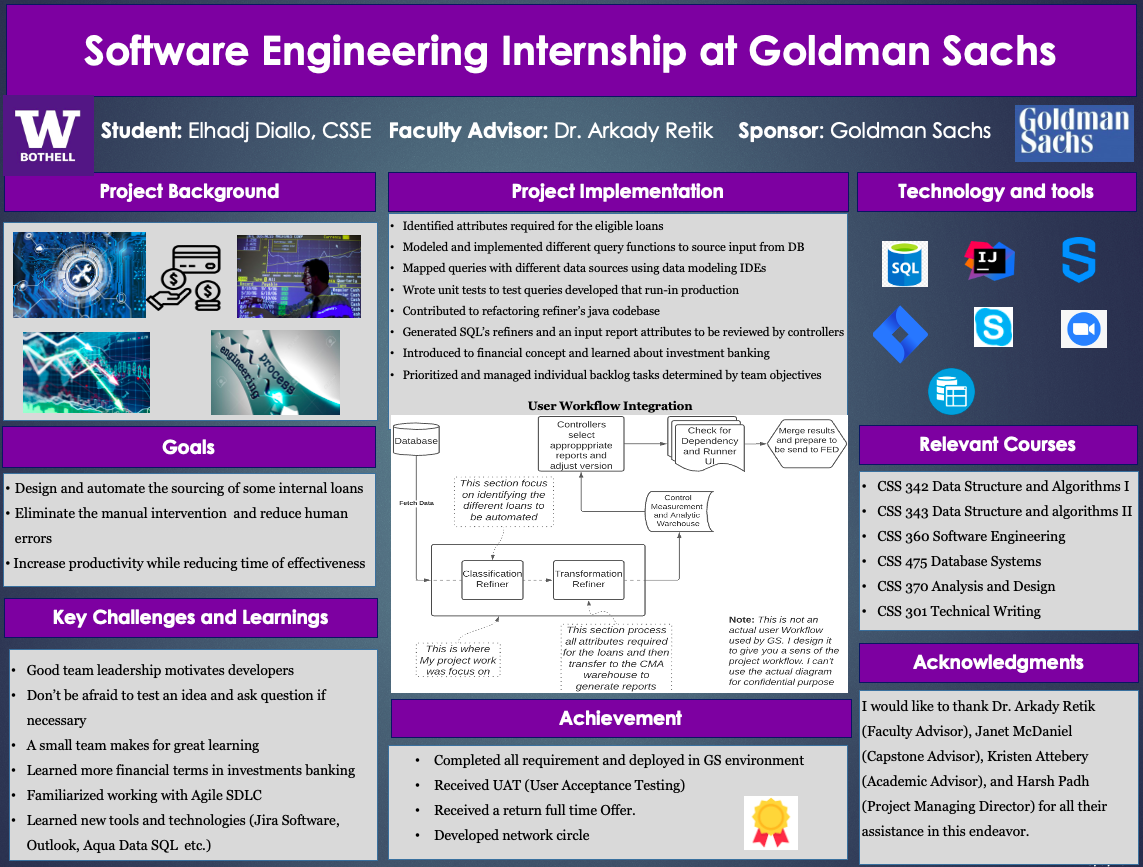 Software Engineering Internship at Goldman Sachs
W
BOTHELL
Student: Elhadj Diallo, CSSE Faculty Advisor: Dr. Arkady Retik Sponsor: Goldman Sachs
Goldman
Sachs
Project Background
engineering
process
Goals
• Design and automate the sourcing of some internal loans
• Eliminate the manual intervention and reduce human
errors
• Increase productivity while reducing time of effectiveness
Key Challenges and Learnings
• Good team leadership motivates developers
• Don't be afraid to test an idea and ask question if
necessary
• A small team makes for great learning
• Learned more financial terms in investments banking
• Familiarized working with Agile SDLC
• Learned new tools and technologies (Jira Software,
Outlook, Aqua Data SQL etc.)
Project Implementation
• Identified attributes required for the eligible loans
• Modeled and implemented different query functions to source input from DB
• Mapped queries with different data sources using data modeling IDEs
• Wrote unit tests to test queries developed that run-in production
• Contributed to refactoring refiner's java codebase
• Generated SQL's refiners and an input report attributes to be reviewed by controllers
• Introduced to financial concept and learned about investment banking
• Prioritized and managed individual backlog tasks determined by team objectives
User Workflow Integration
Database
Controllers
select
apropppriate
reports and
adjust version
Check for
Dependency
and Runner
UI
Merge results
and prepare to
be send to FED
Fetch Data
This section focus
on identifying the
different loans to
be automated
Control
Measurement
and Analytic
Warehouse
Classification
Refiner
Transformation
Refiner
This is where
My project work
was focus on
This section process
all attributes required
for the loans and then
transfer to the CMA
warehouse to
generate reports
Note: This is not an
actual user Workflow
used by GS. I design it
to give you a sens of the
project workflow. I can't
use the actual diagram
for confidential purpose
Achievement
• Completed all requirement and deployed in GS environment
• Received UAT (User Acceptance Testing)
• Received a return full time Offer.
• Developed network circle
Technology and tools
SQL
IJ
S
S
Relevant Courses
• CSS 342 Data Structure and Algorithms I
• CSS 343 Data Structure and algorithms II
• CSS 360 Software Engineering
• CSS 475 Database Systems
• CSS 370 Analysis and Design
• CSS 301 Technical Writing
Acknowledgments
I would like to thank Dr. Arkady Retik
(Faculty Advisor), Janet McDaniel
(Capstone Advisor), Kristen Attebery
(Academic Advisor), and Harsh Padh
(Project Managing Director) for all their
assistance in this endeavor.